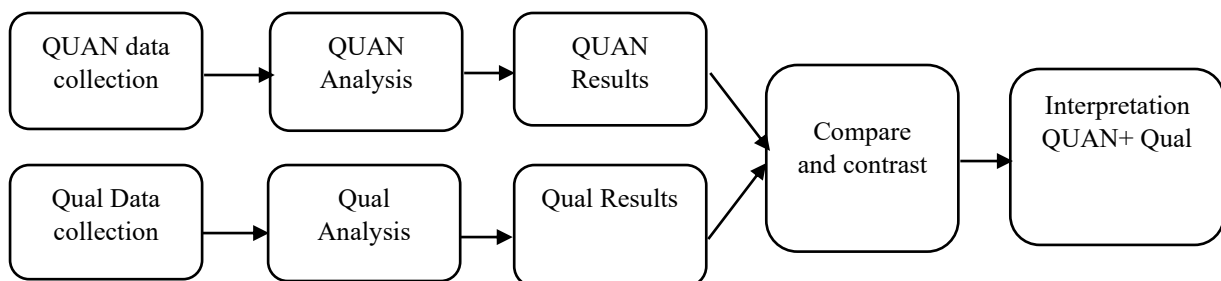 QUAN data
collection
QUAN
Analysis
QUAN
Results
Qual Data
collection
Qual
Analysis
Qual Results
Compare
and contrast
Interpretation
QUAN+ Qual